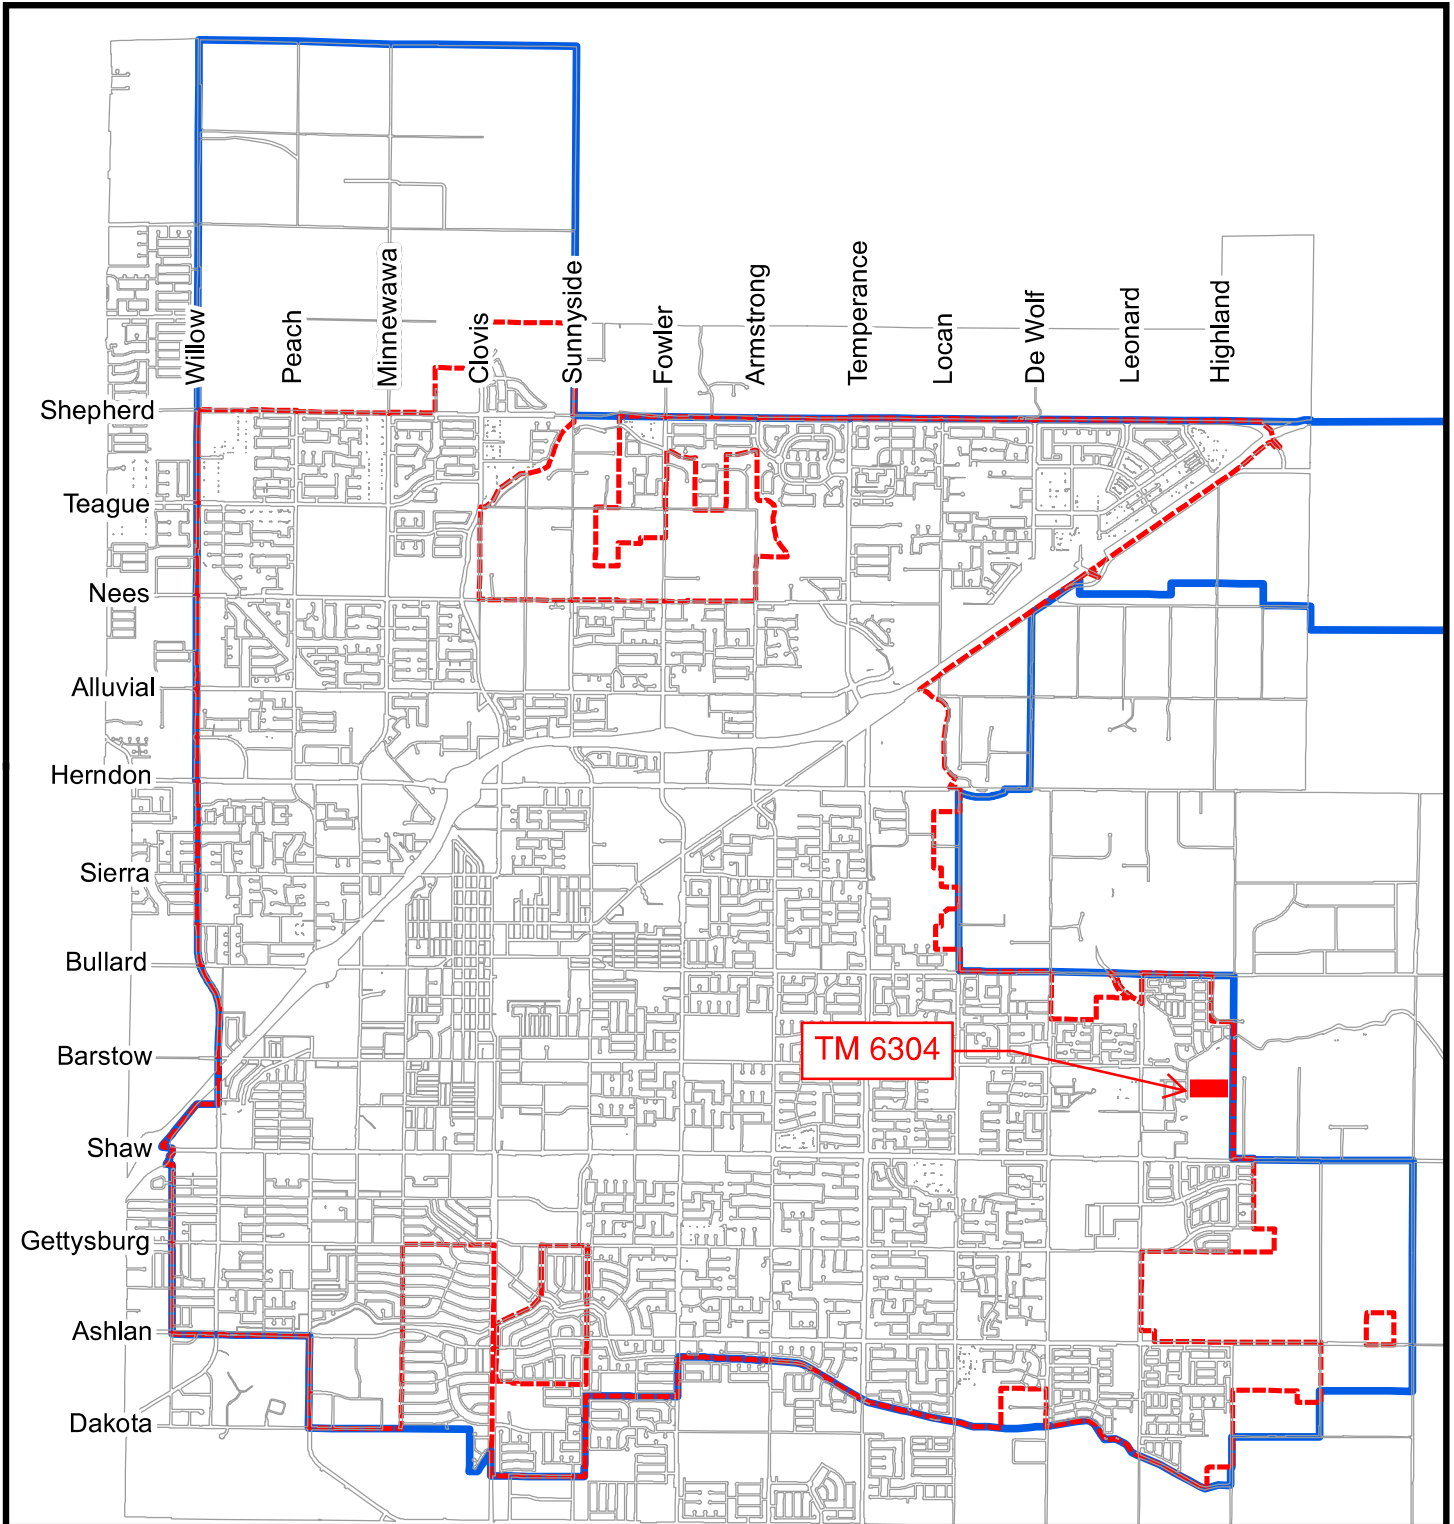 Willow
Peach
Minnewawa
Clovis
Sunnyside
Fowler
Armstrong
Temperance
Locan
De Wolf
Leonard
Highland
Shepherd
Teague
Nees
Alluvial
Herndon
Sierra
Bullard
Barstow
TM 6304
Shaw
Gettysburg
Ashlan
Dakota